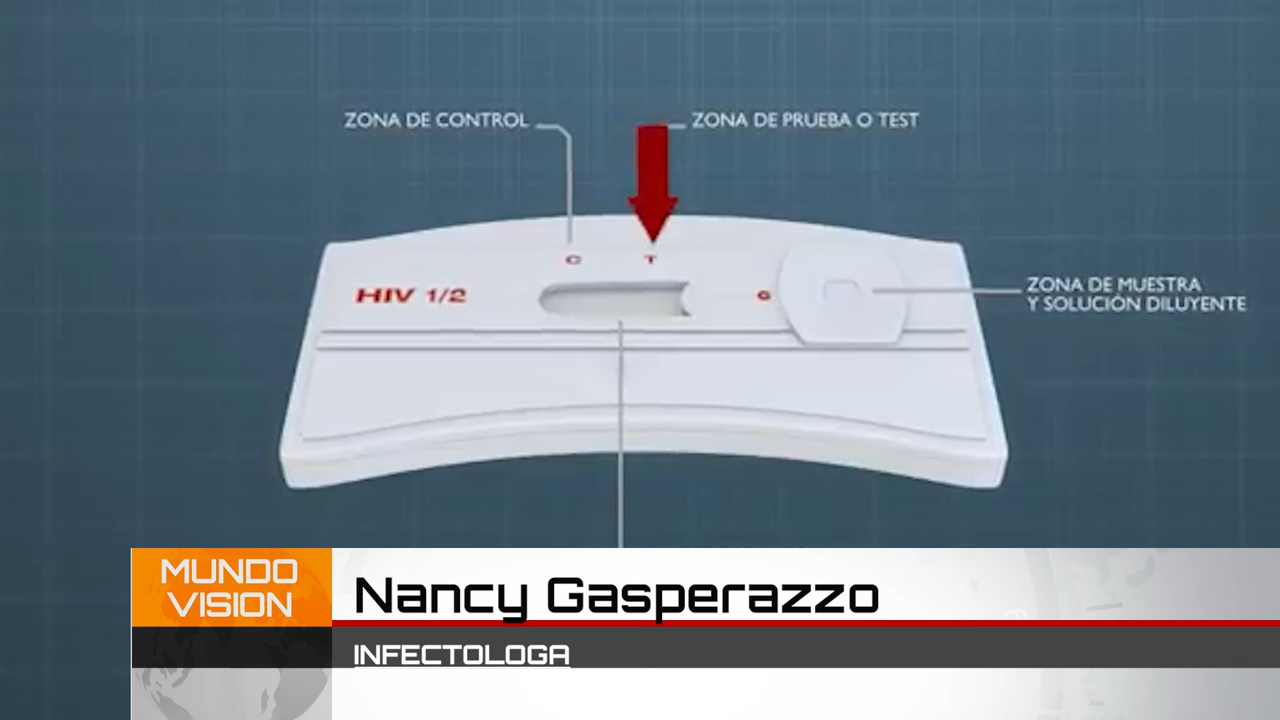 ZONA DE CONTROL
ZONA DE PRUEBA O TEST
C
T
HIV 1/2
ZONA DE MUESTRA
Y SOLUCIÓN DILUYENTE
MUNDO
VISION
Nancy Gasperazzo
INFECTOLOGA